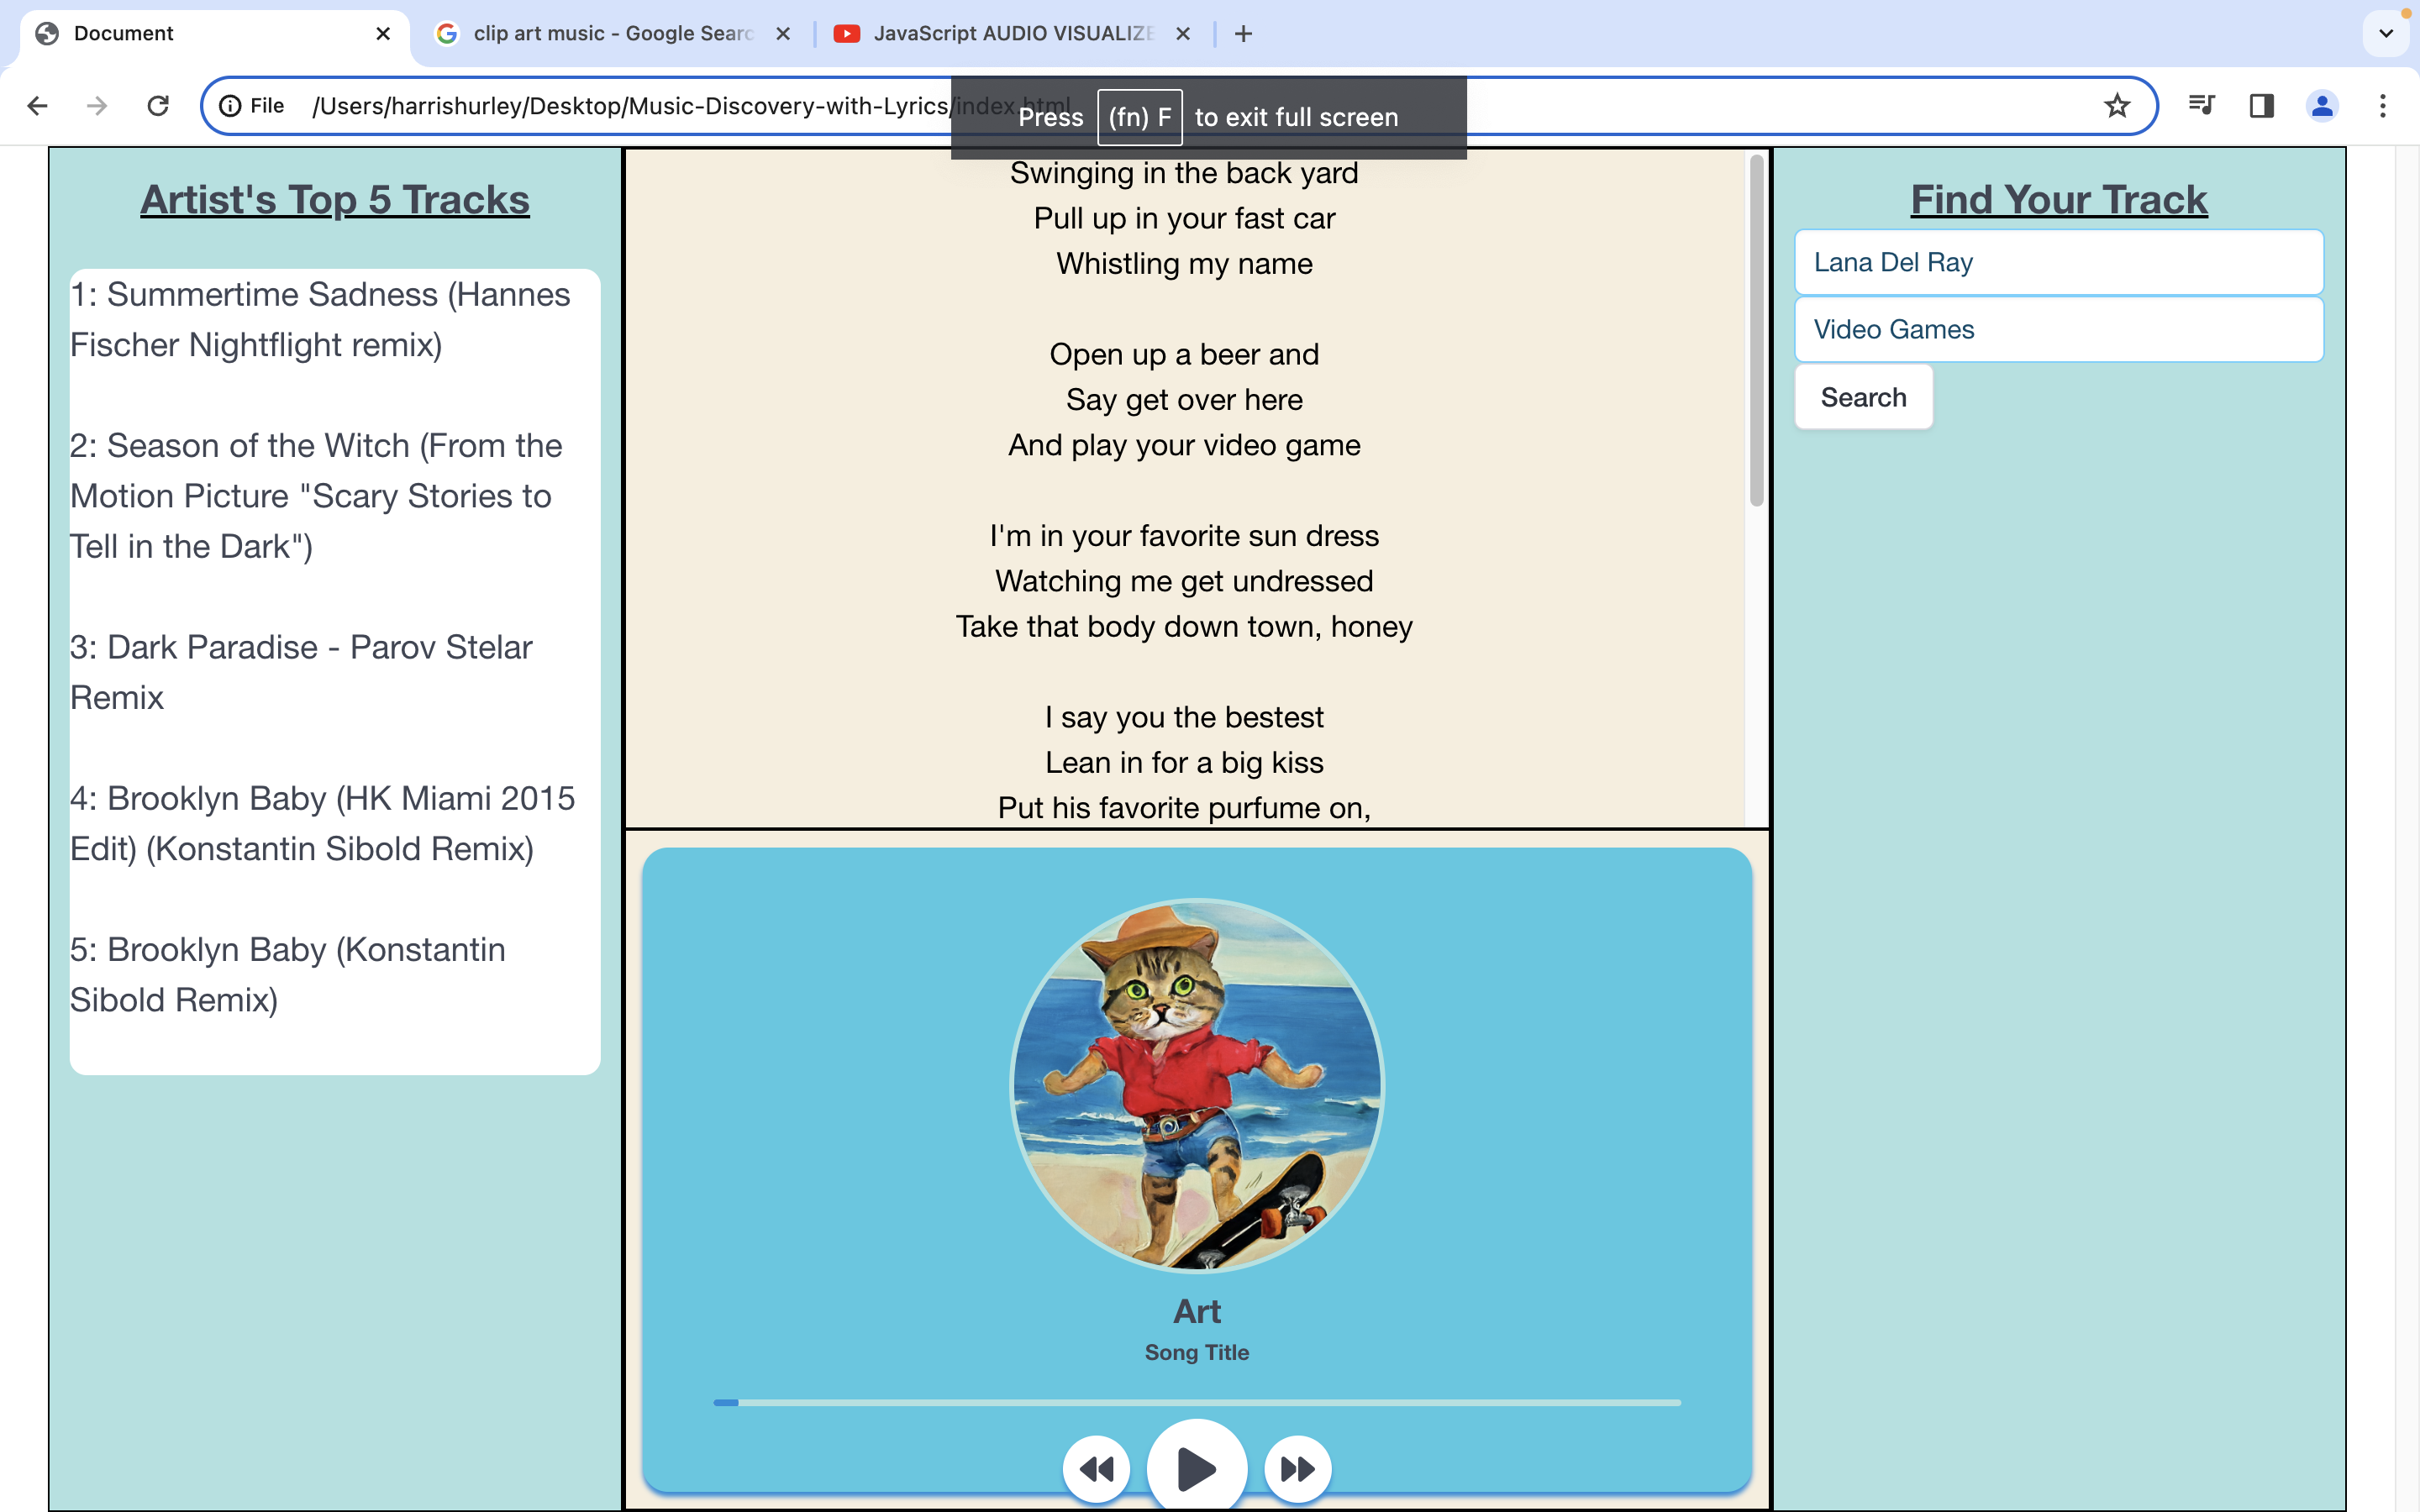 Document
clip art music - Google Searc
JavaScript AUDIO VISUALIZE
File /Users/harrishurley/Desktop/Music-Discovery-with-Lyrics/index.html
Press (fn) F to exit full screen
Artist's Top 5 Tracks
1: Summertime Sadness (Hannes
Fischer Nightflight remix)
2: Season of the Witch (From the
Motion Picture "Scary Stories to
Tell in the Dark")
3: Dark Paradise - Parov Stelar
Remix
4: Brooklyn Baby (HK Miami 2015
Edit) (Konstantin Sibold Remix)
5: Brooklyn Baby (Konstantin
Sibold Remix)
Swinging in the back yard
Pull up in your fast car
Whistling my name
Open up a beer and
Say get over here
And play your video game
I'm in your favorite sun dress
Watching me get undressed
Take that body down town, honey
I say you the bestest
Lean in for a big kiss
Put his favorite purfume on,
Art
Song Title
Find Your Track
Lana Del Ray
Video Games
Search